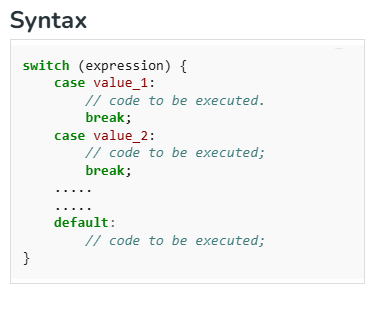 Syntax
switch (expression) {
    case value_1:
        // code to be executed.
        break;
    case value_2:
        // code to be executed;
        break;
    .....
    .....
    default:
        // code to be executed;
}